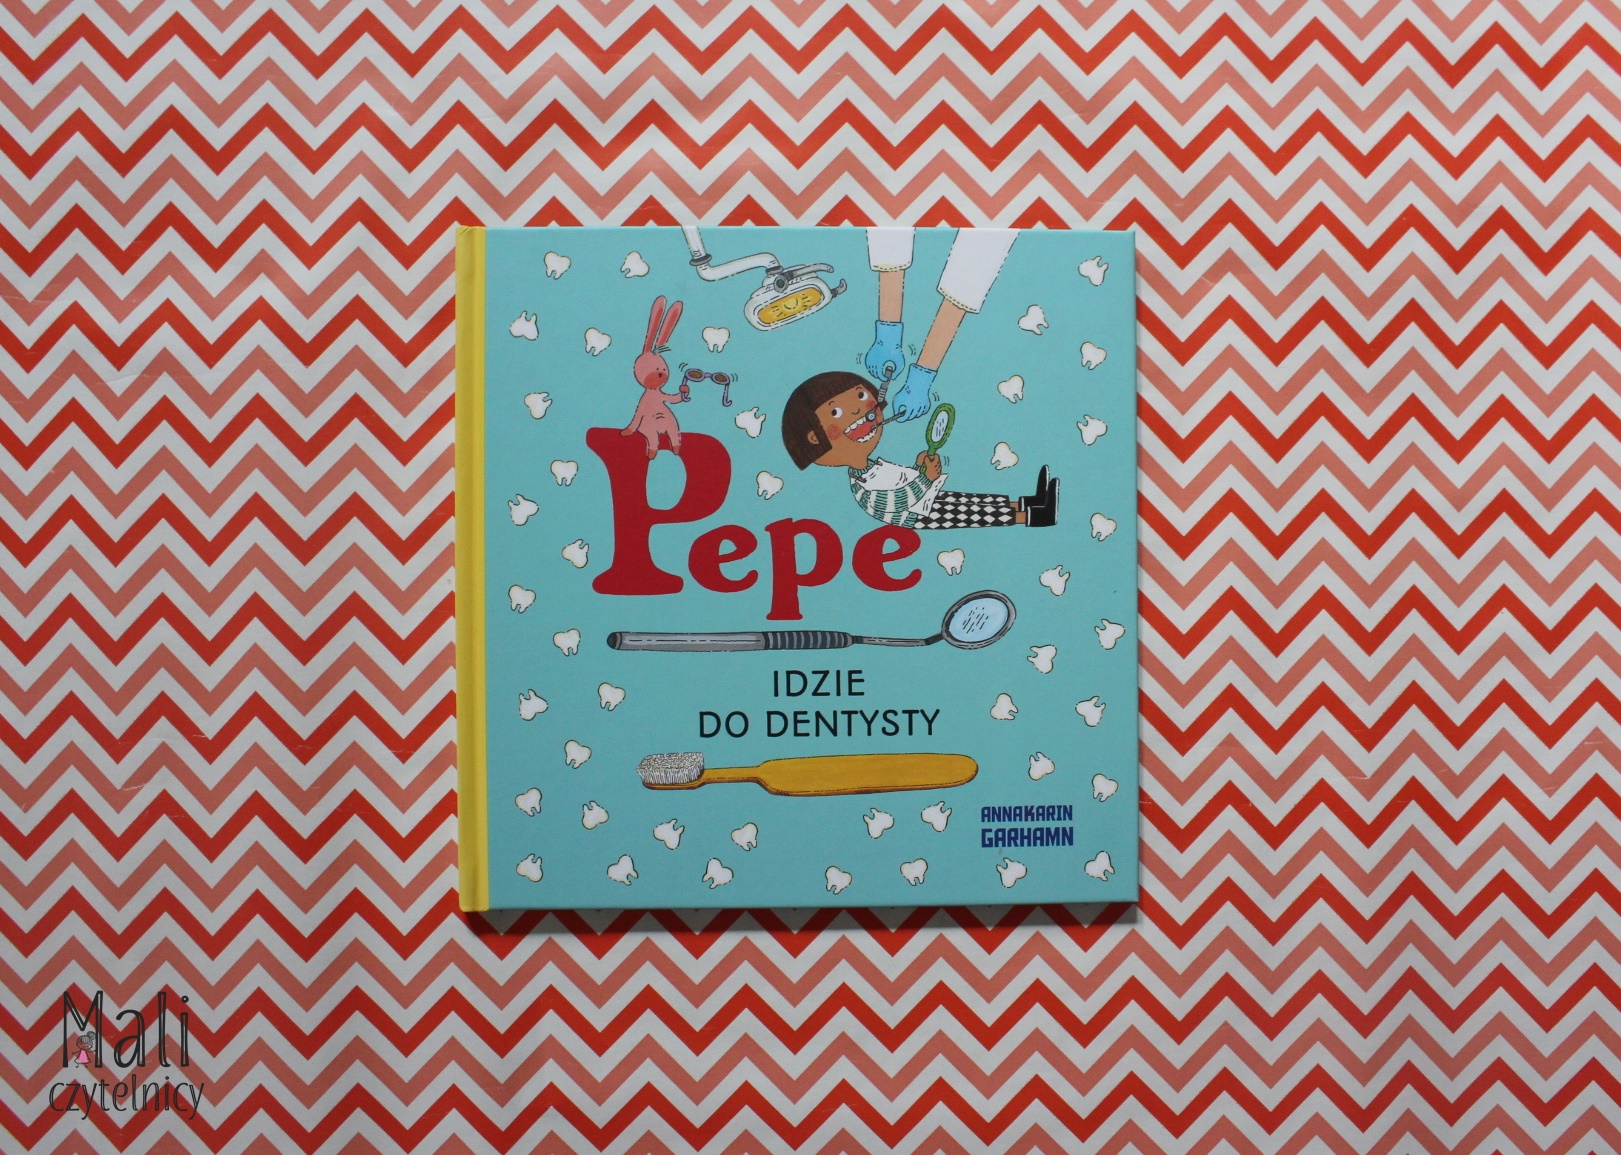 Pepe
IDZIE
DO DENTYSTY
ANNAKARIN
GARHAMN
Mali
czytelnicy